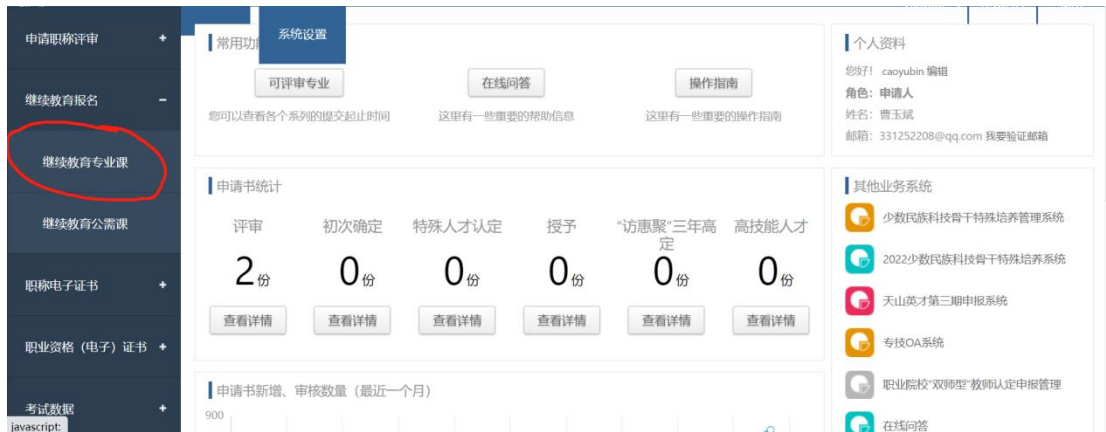 申请职称评审 +
继续教育报名 -
继续教育专业课
继续教育公需课
职称电子证书 +
职业资格（电子）证书 +
考试数据 +
javascript:
系统设置
常用功
可评审专业
您可以查看各个系列的提交起止时间
在线问答
这里有一些重要的帮助信息
操作指南
这里有一些重要的操作指南
申请书统计
评审
2份
查看详情
初次确定
0份
查看详情
特殊人才认定
0份
查看详情
授予
0份
查看详情
“访惠聚”三年高
定
0份
查看详情
高技能人才
0份
查看详情
申请书新增、审核数量（最近一个月）
900
个人资料
您好！ caoyubin 编辑
角色：申请人
姓名：曹玉斌
邮箱：331252208@qq.com 我要验证邮箱
其他业务系统
少数民族科技骨干特殊培养管理系统
2022少数民族科技骨干特殊培养系统
天山英才第三期申报系统
专技OA系统
职业院校“双师型”教师认定申报管理
在线问答